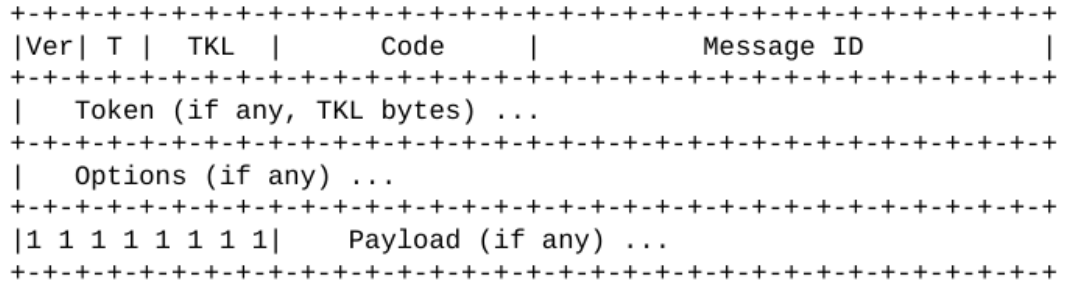 +-+-+-+-+-+-+-+-+-+-+-+-+-+-+-+-+-+-+-+-+-+-+-+-+-+-+-+-+-+-+-+-+
|Ver| T |  TKL  |      Code     |          Message ID           |
+-+-+-+-+-+-+-+-+-+-+-+-+-+-+-+-+-+-+-+-+-+-+-+-+-+-+-+-+-+-+-+-+
|   Token (if any, TKL bytes) ...
+-+-+-+-+-+-+-+-+-+-+-+-+-+-+-+-+-+-+-+-+-+-+-+-+-+-+-+-+-+-+-+-+
|   Options (if any) ...
+-+-+-+-+-+-+-+-+-+-+-+-+-+-+-+-+-+-+-+-+-+-+-+-+-+-+-+-+-+-+-+-+
|1 1 1 1 1 1 1 1|    Payload (if any) ...
+-+-+-+-+-+-+-+-+-+-+-+-+-+-+-+-+-+-+-+-+-+-+-+-+-+-+-+-+-+-+-+-+